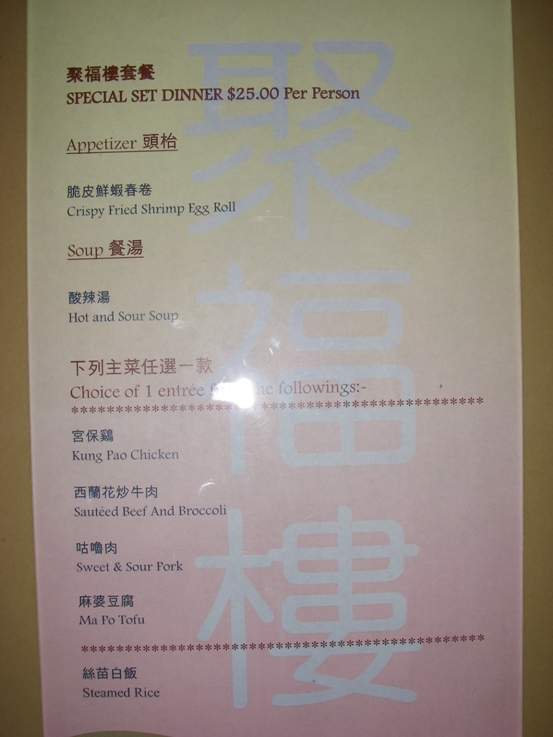 聚福樓套餐
SPECIAL SET DINNER $25.00 Per Person
Appetizer 頭枱
脆皮鮮蝦春卷
Crispy Fried Shrimp Egg Roll
Soup 餐湯
酸辣湯
Hot and Sour Soup
下列主菜任選一款
Choice of 1 entrée he followings:-
************************************************
宮保鷄
Kung Pao Chicken
西蘭花炒牛肉
Sautéed Beef And Broccoli
咕嚕肉
Sweet & Sour Pork
麻婆豆腐
Ma Po Tofu
************************************************
絲苗白飯
Steamed Rice
聚福樓